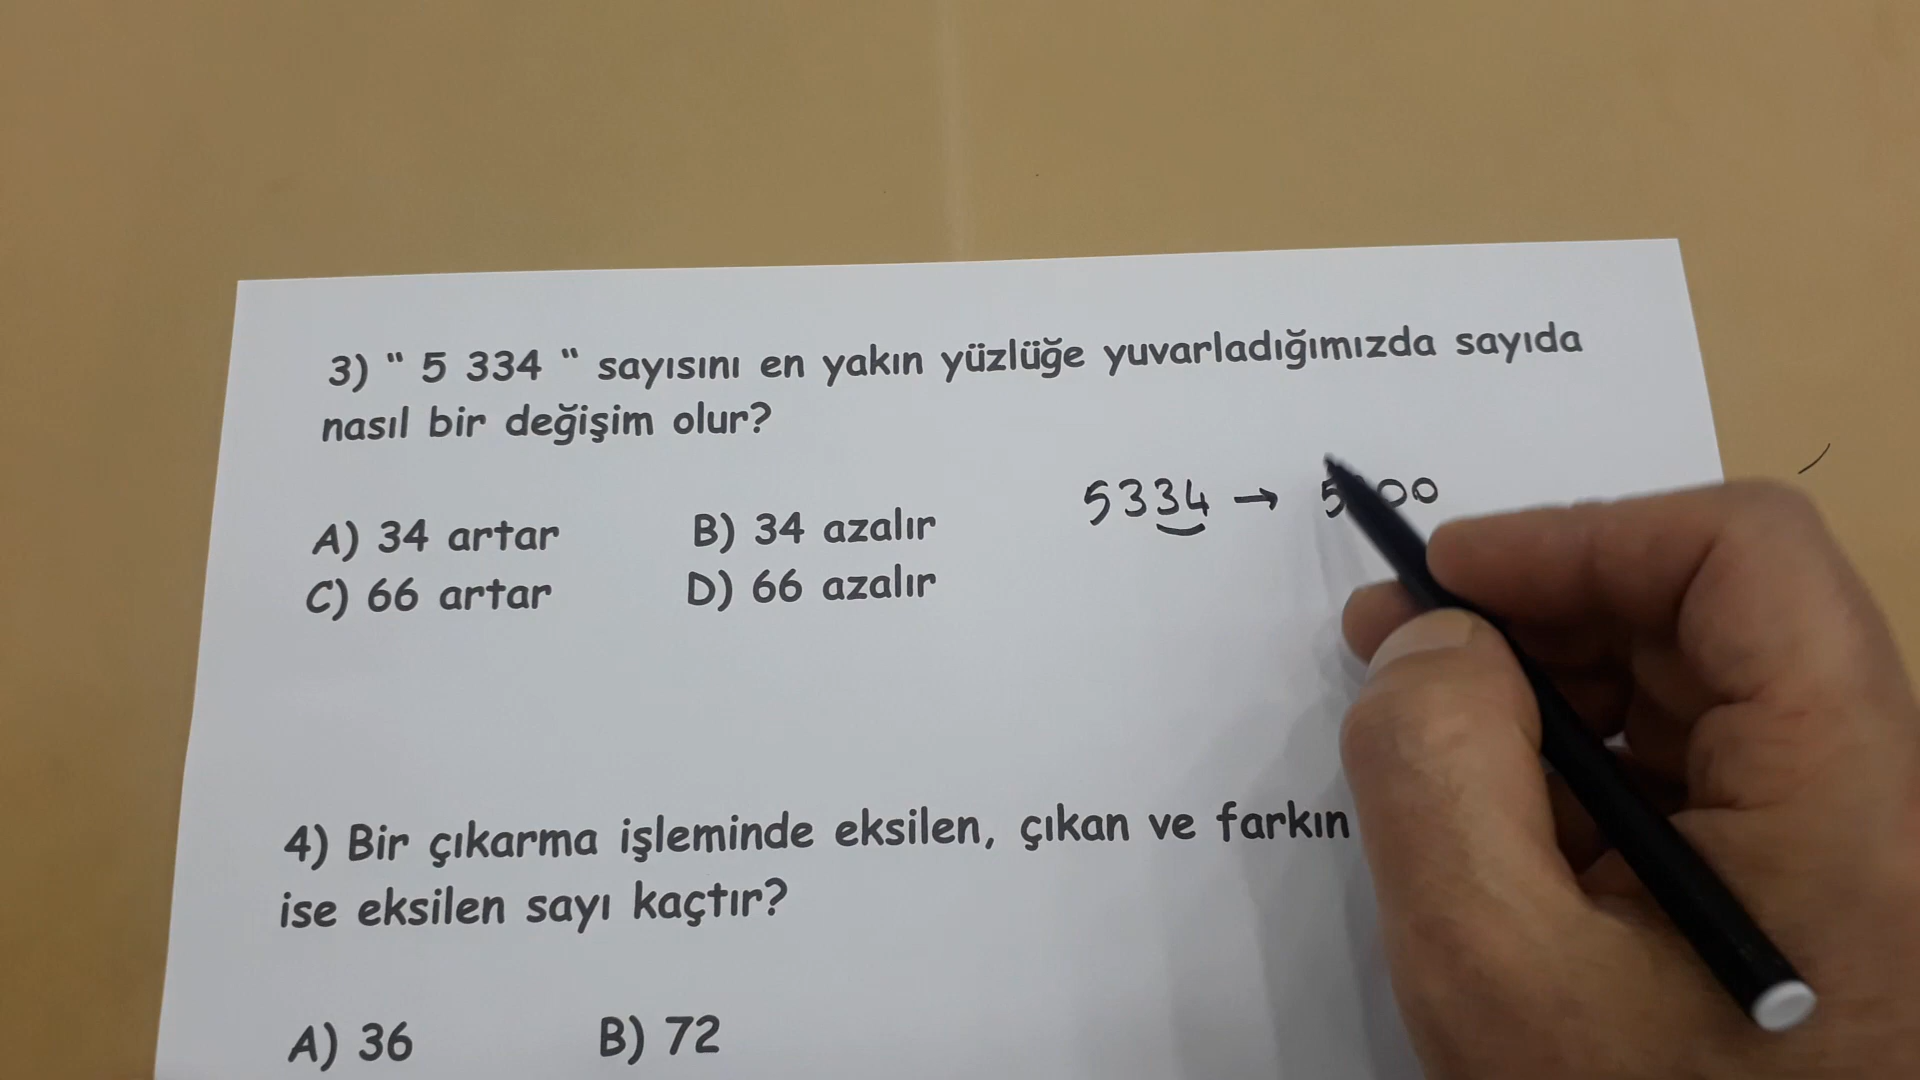 3) " 5 334 " sayısını en yakın yüzlüğe yuvarladığımızda sayıda
nasıl bir değişim olur?
A) 34 artar B) 34 azalır
C) 66 artar D) 66 azalır
5334 →
4) Bir çıkarma işleminde eksilen, çıkan ve farkın
ise eksilen sayı kaçtır?
A) 36 B) 72